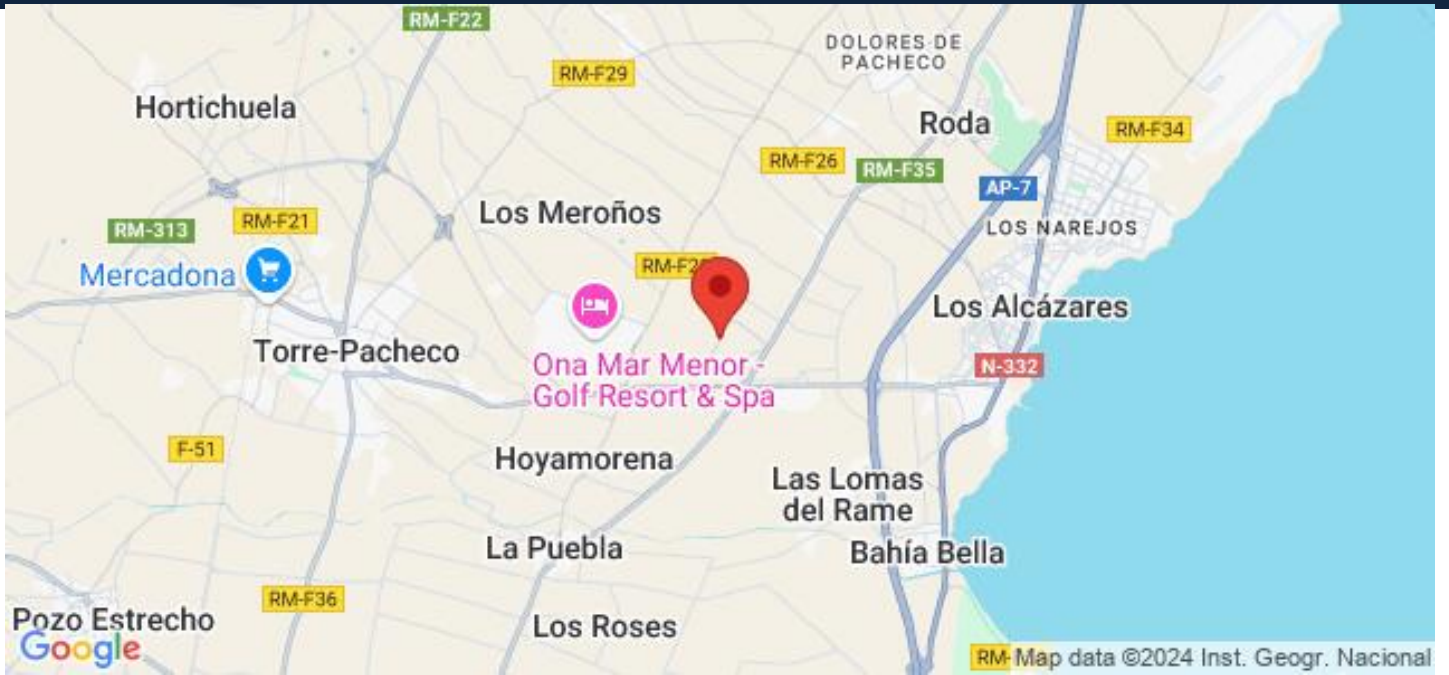 RM-F22
DOLORES DE
PACHECO
RM-F29
Hortichuela
Roda
RM-F34
RM-F26
RM-F35
AP-7
Los Meroños
RM-F21
RM-313
LOS NAREJOS
Mercadona
Los Alcázares
Torre-Pacheco
Ona Mar Menor -
Golf Resort & Spa
N-332
F-51
Hoyamorena
Las Lomas
del Rame
La Puebla
Bahía Bella
RM-F36
Pozo Estrecho
Los Roses
Google
Map data ©2024 Inst. Geogr. Nacional